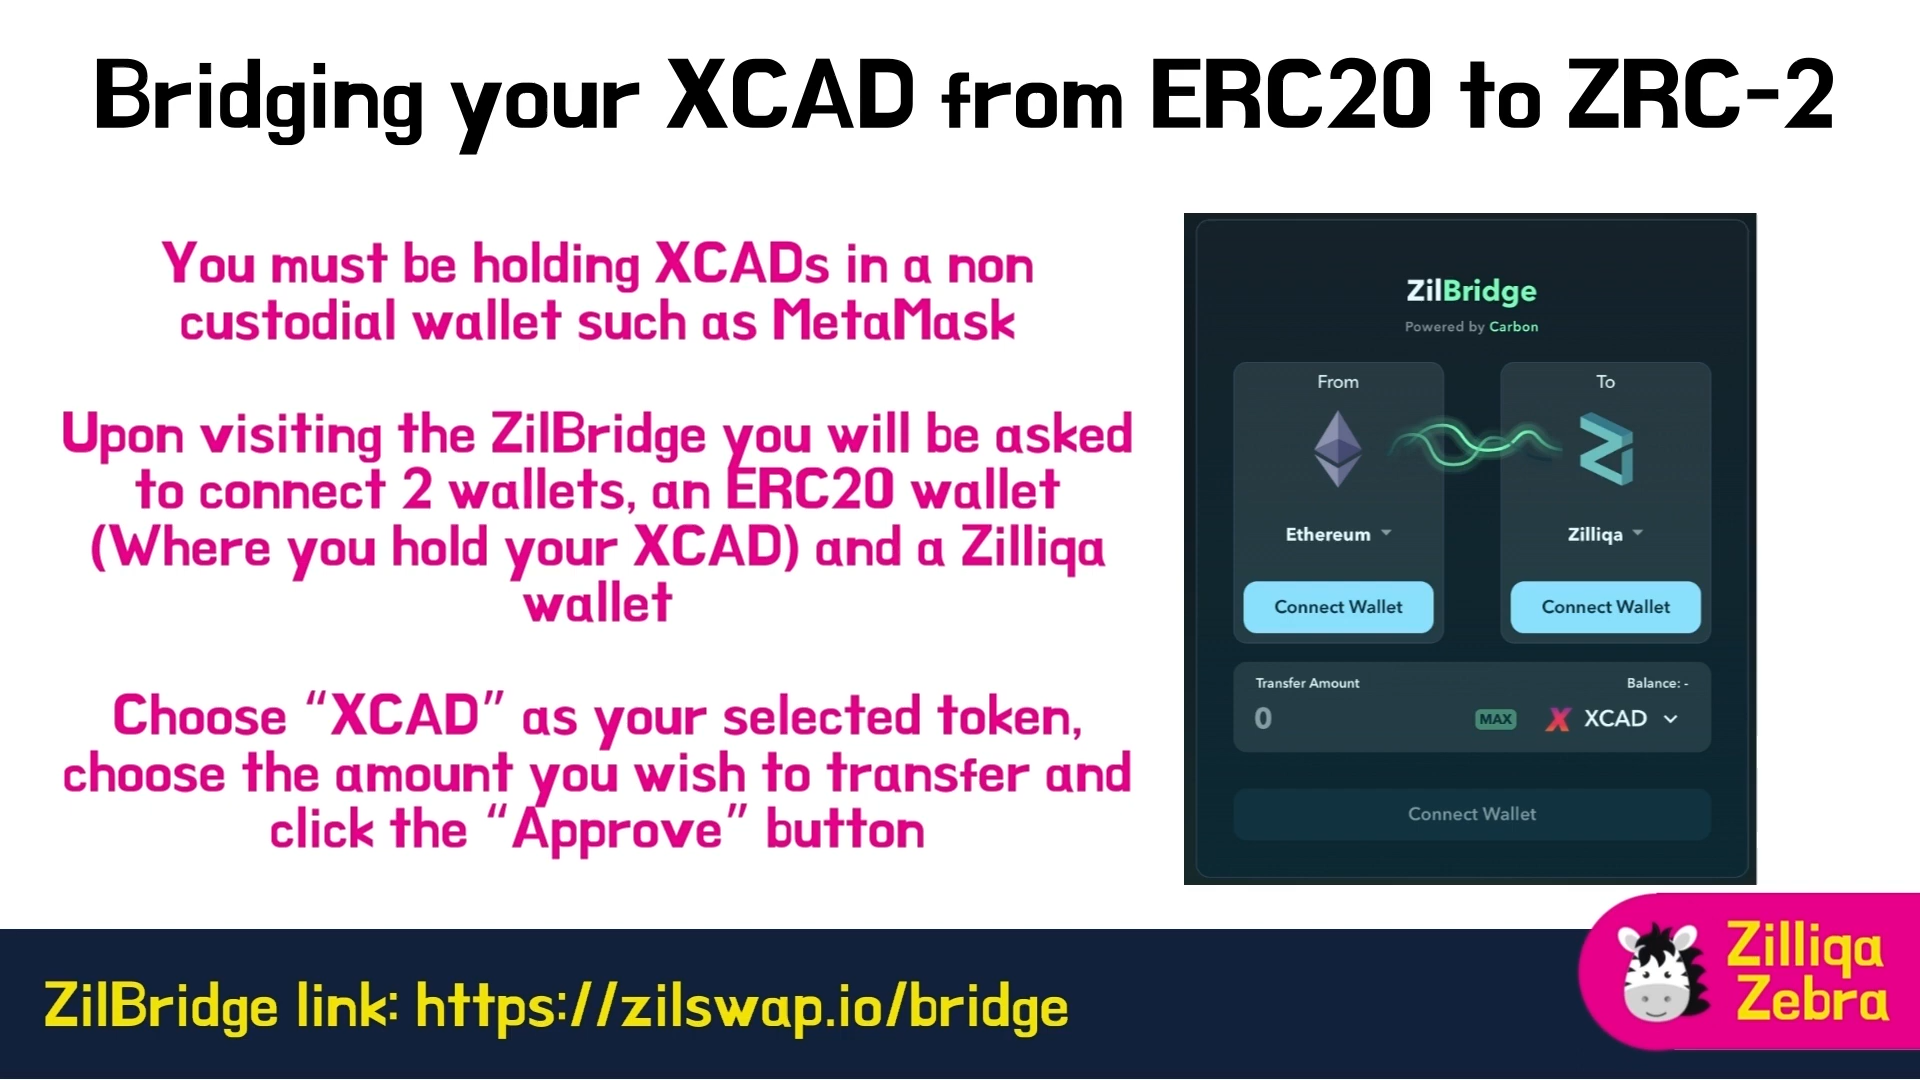 Bridging your XCAD from ERC20 to ZRC-2
You must be holding XCADs in a non
custodial wallet such as MetaMask
Upon visiting the ZilBridge you will be asked
to connect 2 wallets, an ERC20 wallet
(Where you hold your XCAD) and a Zilliqa
wallet
Choose “XCAD” as your selected token,
choose the amount you wish to transfer and
click the “Approve” button
ZilBridge
Powered by Carbon
From
To
Ethereum
Zilliqa
Connect Wallet
Connect Wallet
Transfer Amount
Balance: -
0
MAX
XCAD
Connect Wallet
ZilBridge link: https://zilswap.io/bridge
Zilliqa
Zebra